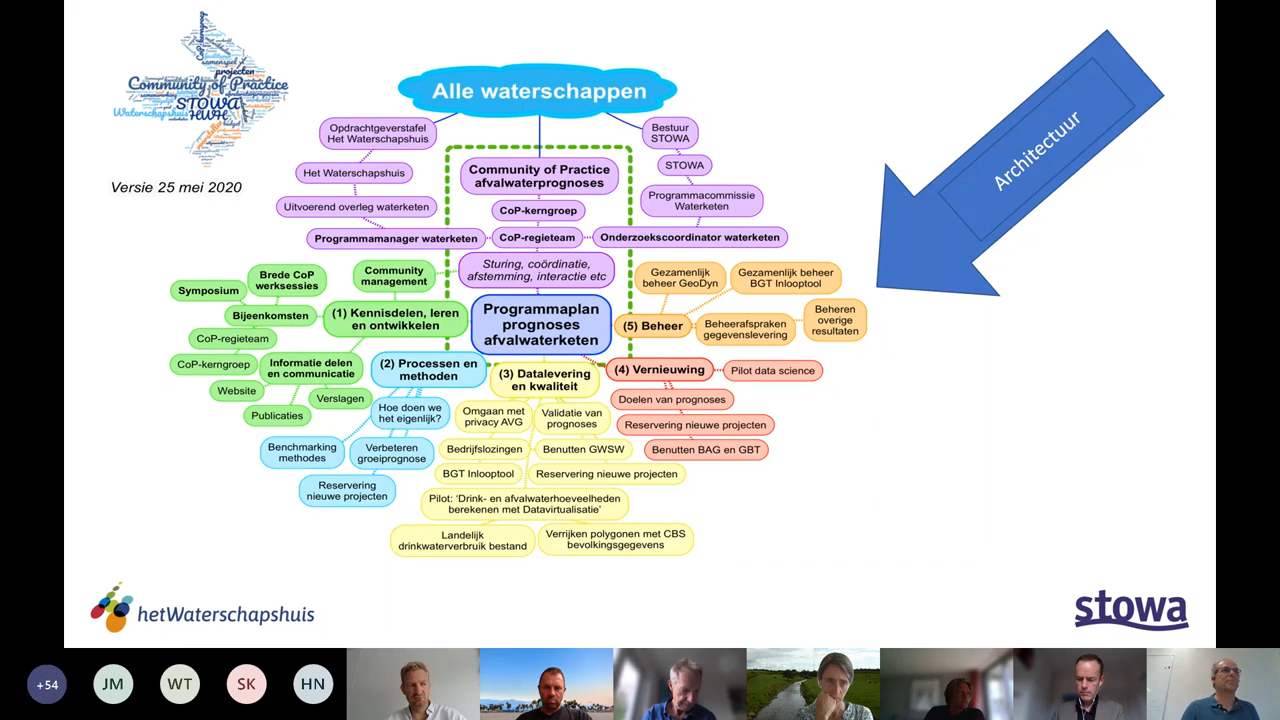 Community of Practice
STOWA
HWH
Waterschapshuis
projecten
samenspel
Versie 25 mei 2020
Alle waterschappen
Opdrachtgeverstafel
Het Waterschapshuis
Het Waterschapshuis
Uitvoerend overleg waterketen
Programmamanager waterketen
Community of Practice
afvalwaterprognoses
CoP-kerngroep
CoP-regieteam
Sturing, coördinatie,
afstemming, interactie etc
Bestuur
STOWA
STOWA
Programmacommissie
Waterketen
Onderzoekscoordinator waterketen
Programmaplan
prognoses
afvalwaterketen
Community
management
(1) Kennisdelen, leren
en ontwikkelen
Brede CoP
werksessies
Symposium
Bijeenkomsten
CoP-regieteam
CoP-kerngroep
Informatie delen
en communicatie
Website
Verslagen
Publicaties
(2) Processen en
methoden
Hoe doen we
het eigenlijk?
Benchmarking
methodes
Verbeteren
groeiprognose
Reservering
nieuwe projecten
(3) Datalevering
en kwaliteit
Omgaan met
privacy AVG
Validatie van
prognoses
Bedrijfslozingen
Benutten GWSW
BGT Inlooptool
Reservering nieuwe projecten
Pilot: ‘Drink- en afvalwaterhoeveelheden
berekenen met Datavirtualisatie’
Landelijk
drinkwaterverbruik bestand
Verrijken polygonen met CBS
bevolkingsgegevens
(4) Vernieuwing
Pilot data science
Doelen van prognoses
Reservering nieuwe projecten
Benutten BAG en GBT
(5) Beheer
Gezamenlijk
beheer GeoDyn
Gezamenlijk beheer
BGT Inlooptool
Beheerafspraken
gegevenslevering
Beheren
overige
resultaten
Architectuur
hetWaterschapshuis
stowa
+54
JM
WT
SK
HN